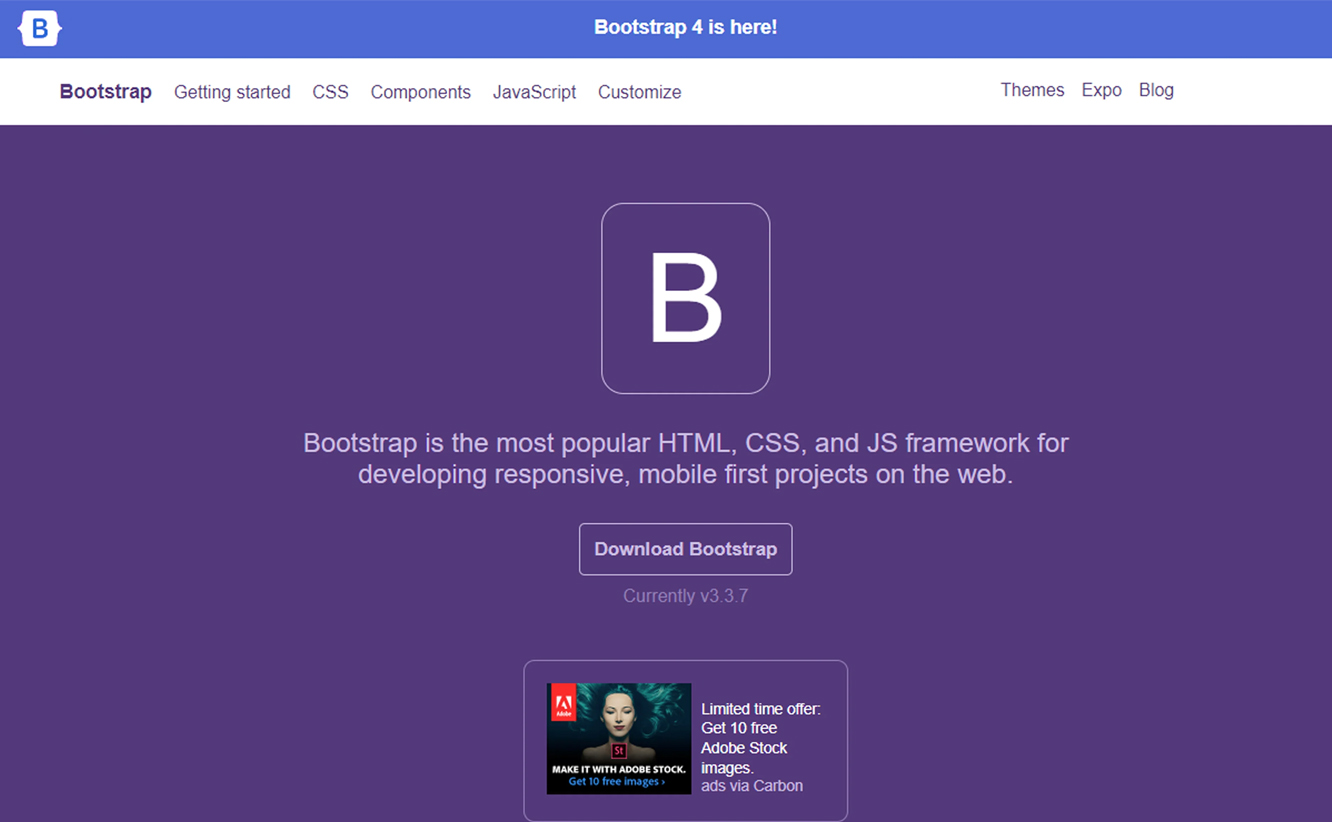 B
Bootstrap 4 is here!
Bootstrap Getting started CSS Components JavaScript Customize Themes Expo Blog
B
Bootstrap is the most popular HTML, CSS, and JS framework for
developing responsive, mobile first projects on the web.
Download Bootstrap
Currently v3.3.7
Adobe
St
MAKE IT WITH ADOBE STOCK.
Get 10 free images ›
Limited time offer:
Get 10 free
Adobe Stock
images.
ads via Carbon